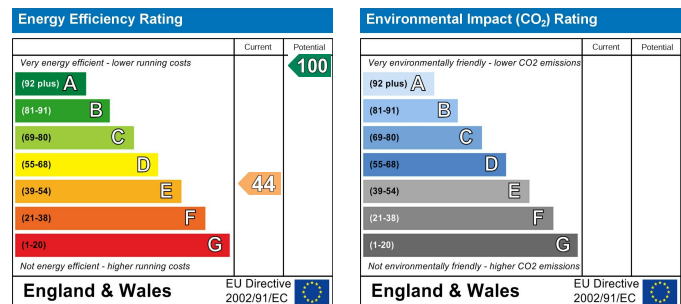 Energy Efficiency Rating
Current Potential
Very energy efficient - lower running costs
100
(92 plus) A
(81-91) B
(69-80) C
(55-68) D
(39-54) E
44
(21-38) F
(1-20) G
Not energy efficient - higher running costs
England & Wales
EU Directive
2002/91/EC
Environmental Impact (CO2) Rating
Current Potential
Very environmentally friendly - lower CO2 emissions
(92 plus) A
(81-91) B
(69-80) C
(55-68) D
(39-54) E
(21-38) F
(1-20) G
Not environmentally friendly - higher CO2 emissions
England & Wales
EU Directive
2002/91/EC